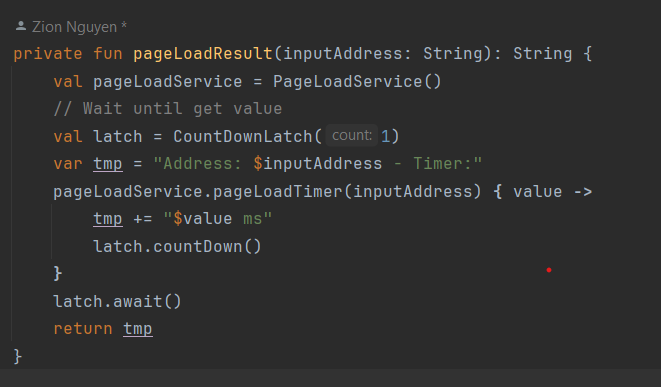 Zion Nguyen *
private fun pageLoadResult(inputAddress: String): String {
    val pageLoadService = PageLoadService()
    // Wait until get value
    val latch = CountDownLatch( count: 1)
    var tmp = "Address: $inputAddress - Timer:"
    pageLoadService.pageLoadTimer(inputAddress) { value ->
        tmp += "$value ms"
        latch.countDown()
    }
    latch.await()
    return tmp
}